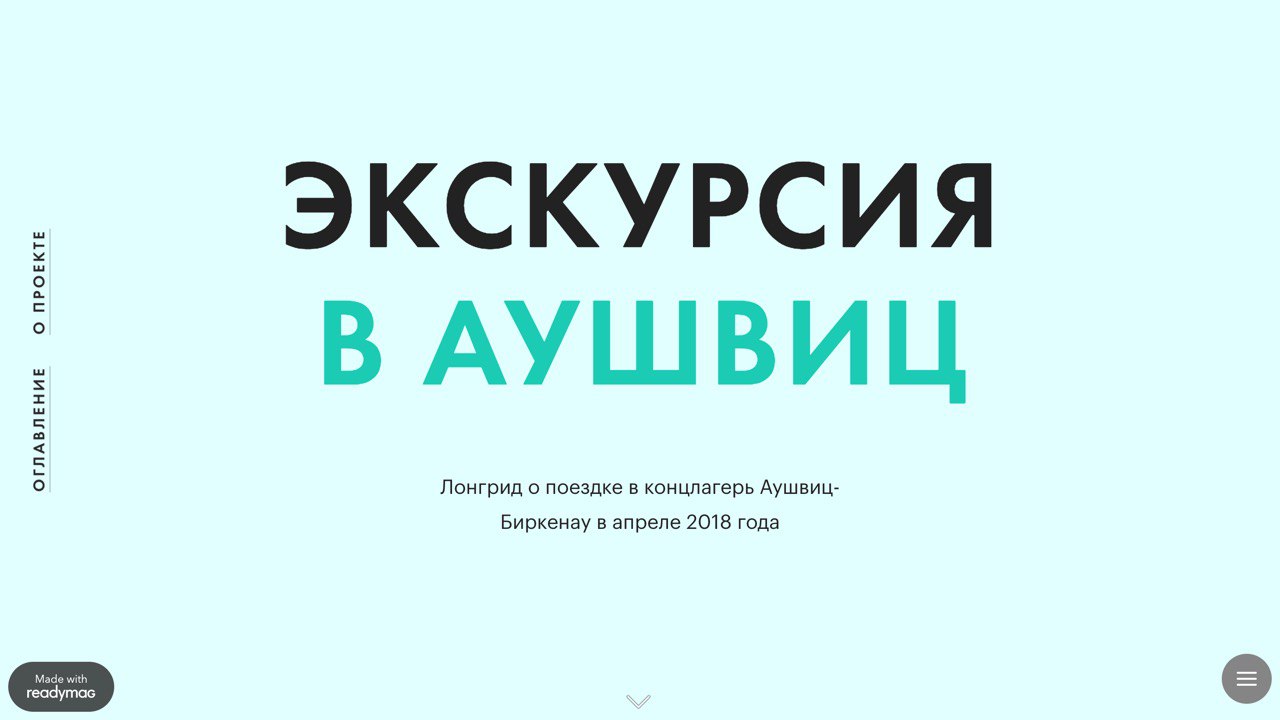 ЭКСКУРСИЯ
В АУШВИЦ
Лонгрид о поездке в концлагерь Аушвиц-
Биркенау в апреле 2018 года
О ПРОЕКТЕ
ОГЛАВЛЕНИЕ
Made with
readymag